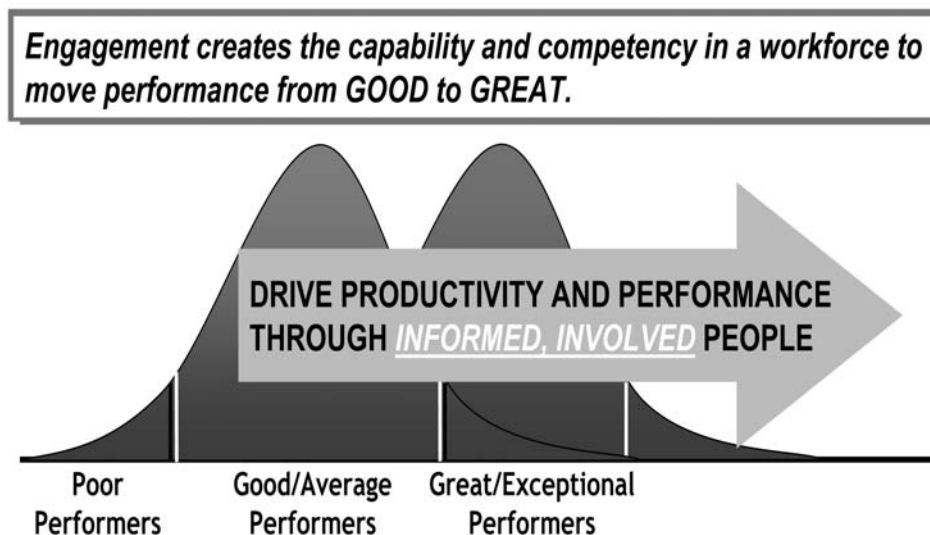 Engagement creates the capability and competency in a workforce to
move performance from GOOD to GREAT.
DRIVE PRODUCTIVITY AND PERFORMANCE
THROUGH INFORMED, INVOLVED PEOPLE
Poor
Performers
Good/Average
Performers
Great/Exceptional
Performers